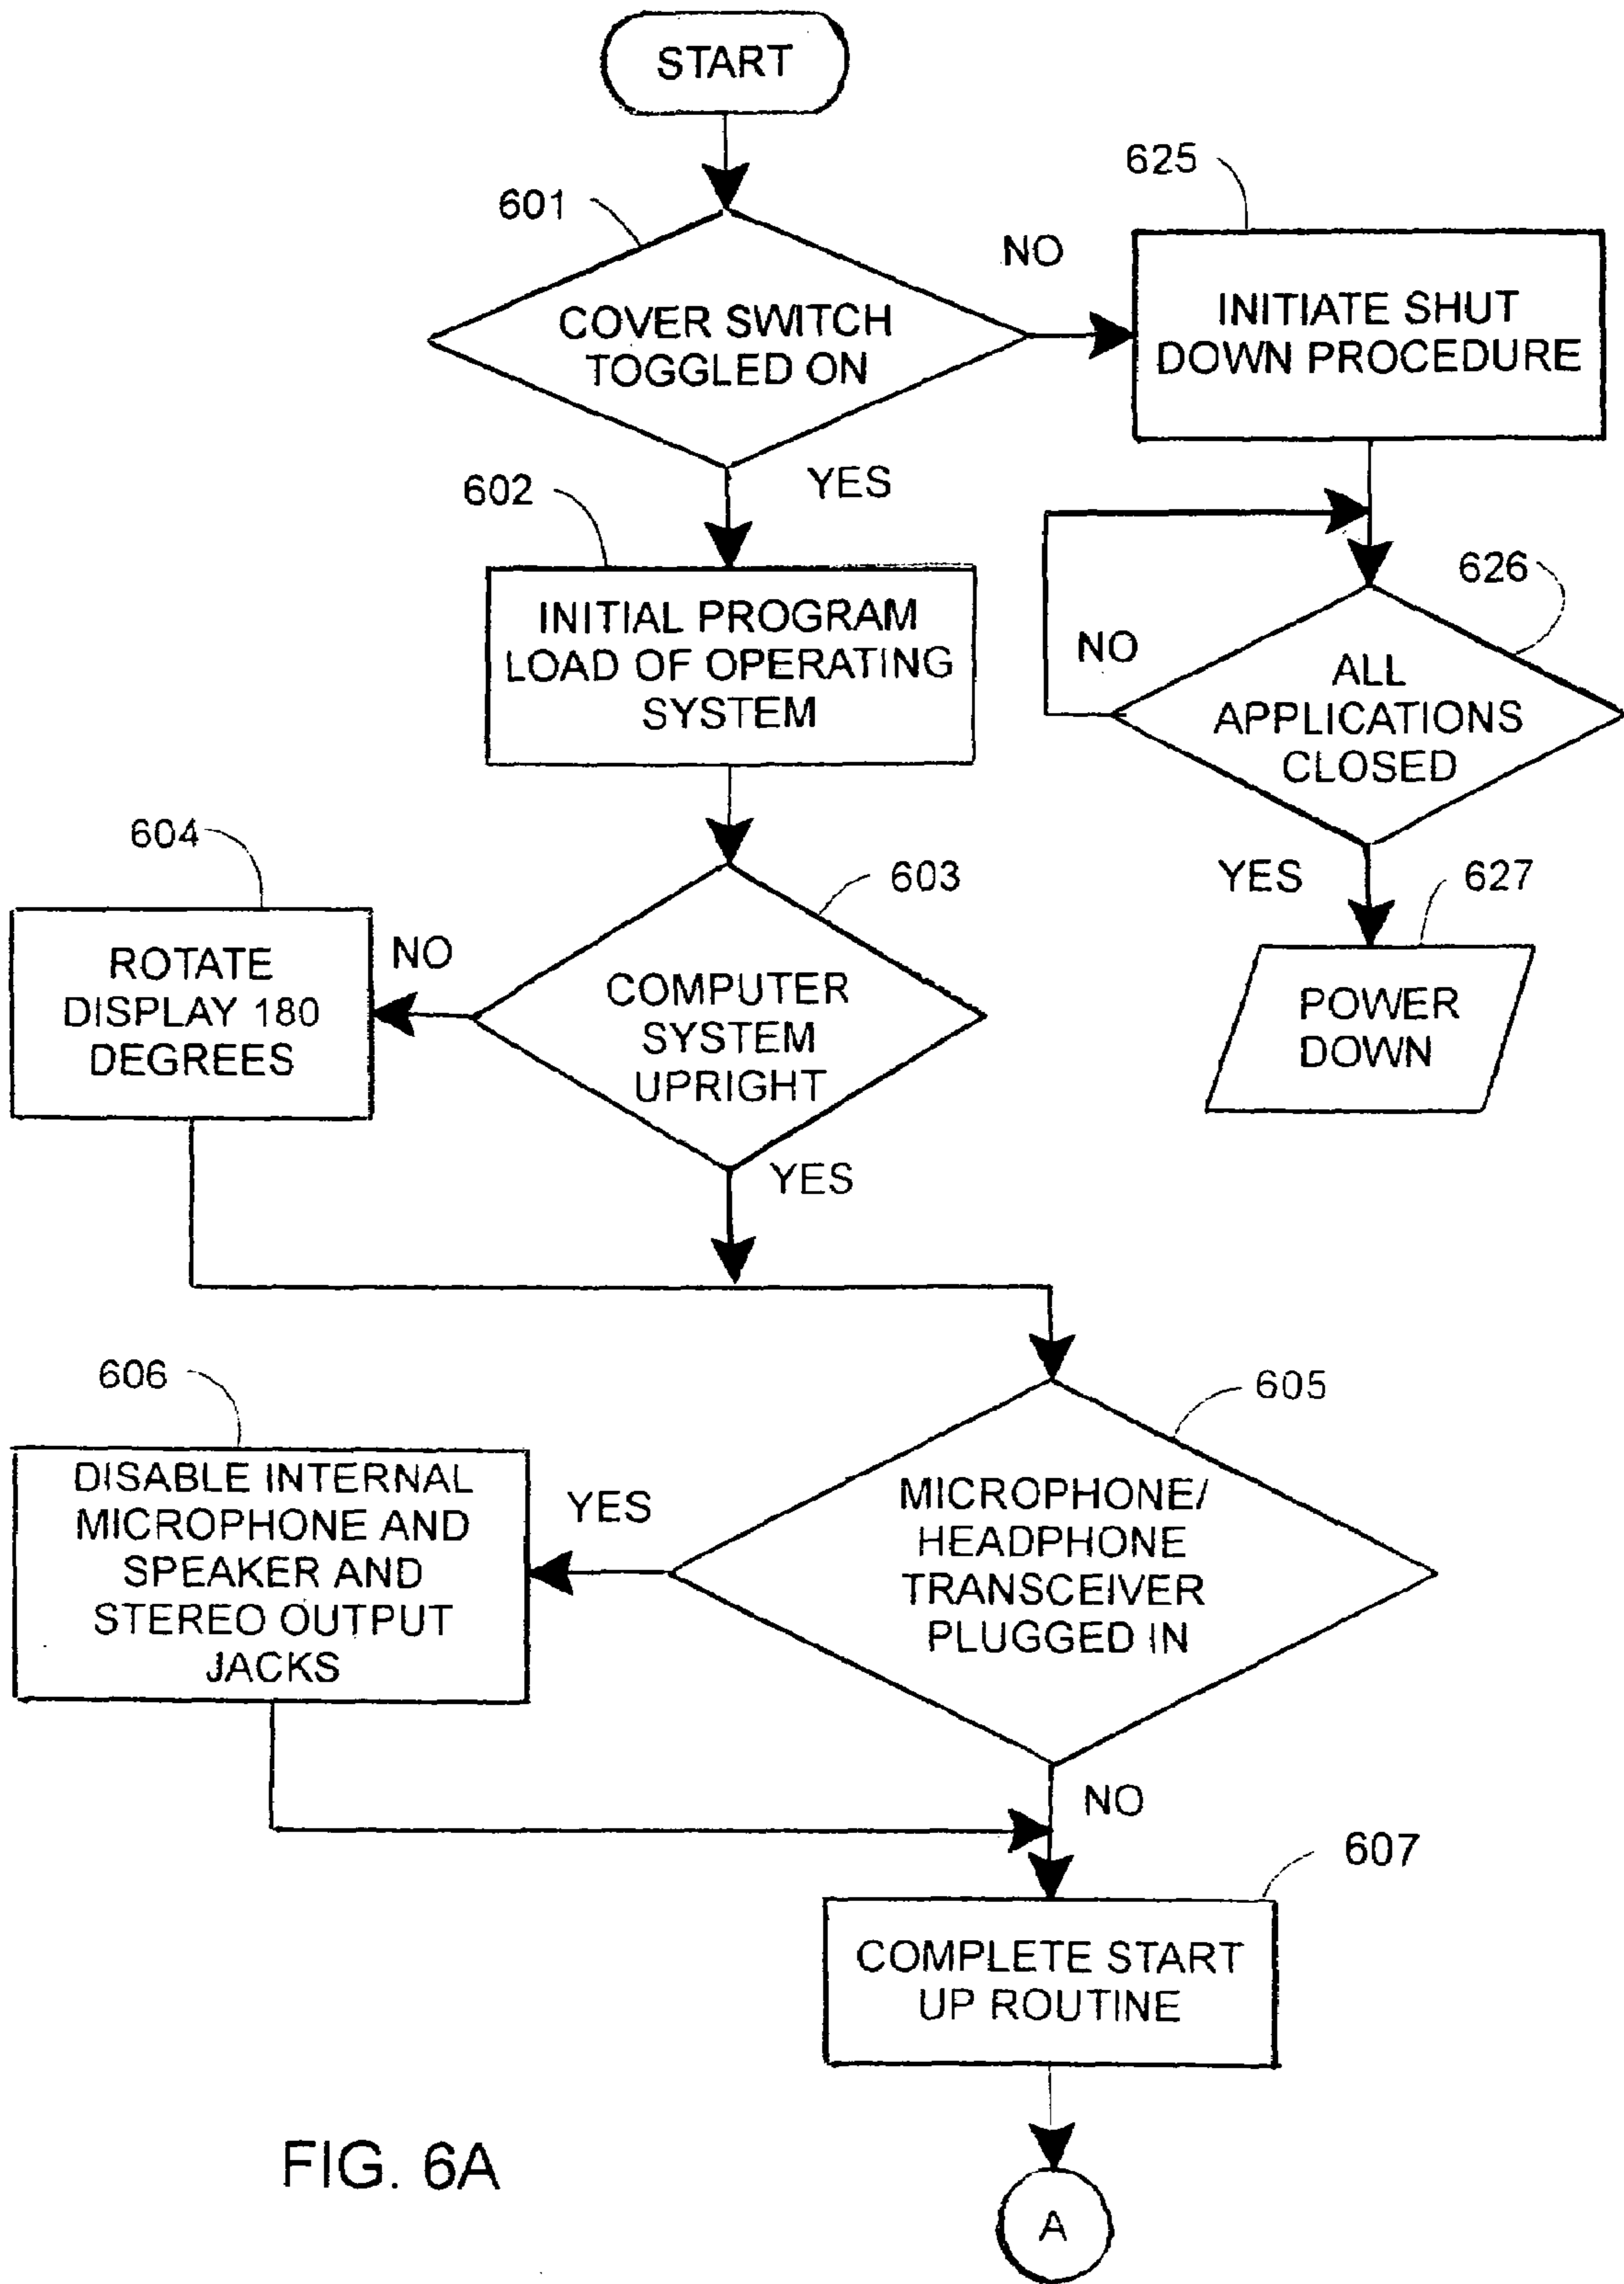 START
601
COVER SWITCH
TOGGLED ON
NO
YES
625
INITIATE SHUT
DOWN PROCEDURE
602
INITIAL PROGRAM
LOAD OF OPERATING
SYSTEM
626
NO
ALL
APPLICATIONS
CLOSED
YES
627
POWER
DOWN
604
ROTATE
DISPLAY 180
DEGREES
NO
603
COMPUTER
SYSTEM
UPRIGHT
YES
606
DISABLE INTERNAL
MICROPHONE AND
SPEAKER AND
STEREO OUTPUT
JACKS
YES
605
MICROPHONE/
HEADPHONE
TRANSCEIVER
PLUGGED IN
NO
607
COMPLETE START
UP ROUTINE
A
FIG. 6A